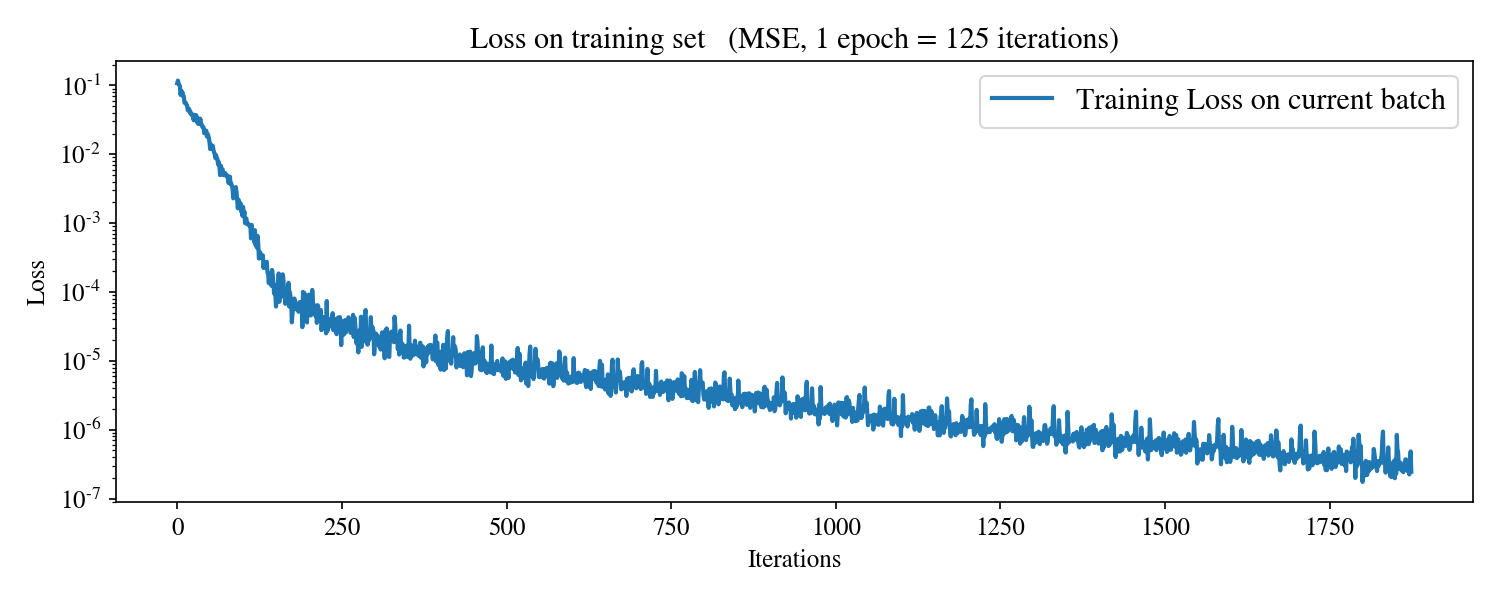 Loss on training set (MSE, 1 epoch = 125 iterations)
Training Loss on current batch
Loss
10^-1
10^-2
10^-3
10^-4
10^-5
10^-6
10^-7
0 250 500 750 1000 1250 1500 1750
Iterations